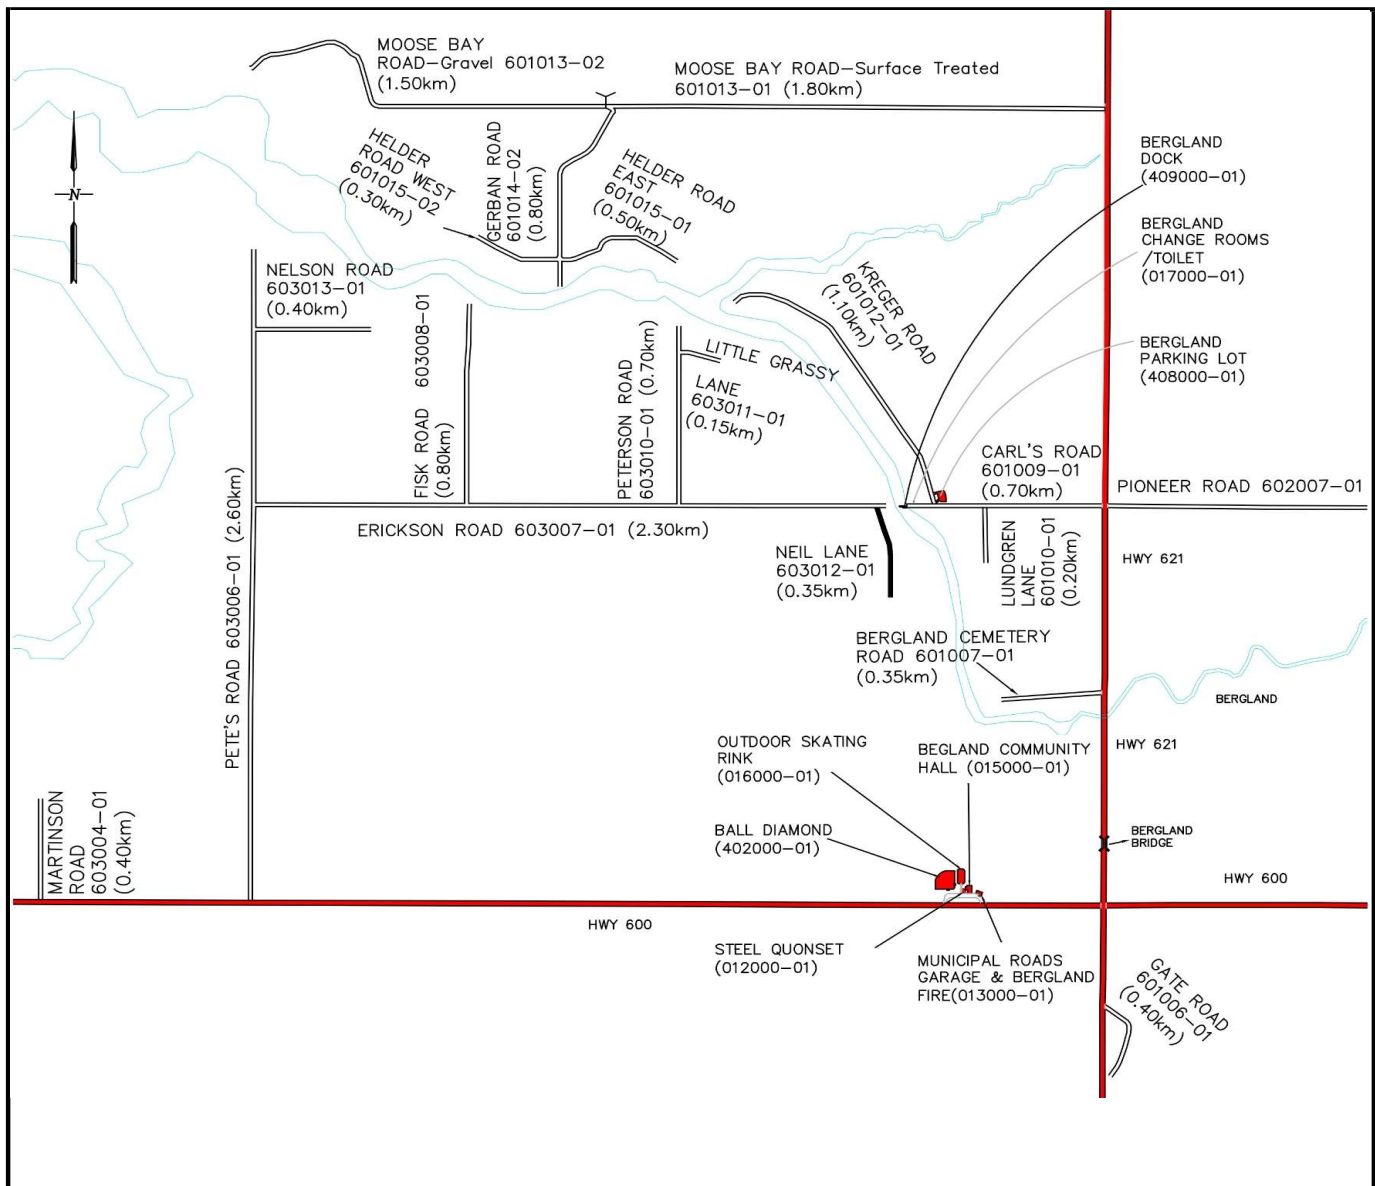 MOOSE BAY
ROAD-Gravel 601013-02
(1.50km)
MOOSE BAY ROAD-Surface Treated
601013-01 (1.80km)
HELDER
ROAD WEST
601015-02
(0.30km)
GERBAN ROAD
601014-02
(0.80km)
HELDER ROAD
EAST
601015-01
(0.50km)
BERGLAND
DOCK
(409000-01)
N
BERGLAND
CHANGE ROOMS
/TOILET
(017000-01)
NELSON ROAD
603013-01
(0.40km)
KREGER ROAD
601012-01
(1.10km)
BERGLAND
PARKING LOT
(408000-01)
FISK ROAD 603008-01
(0.80km)
PETERSON ROAD
603010-01 (0.70km)
LITTLE GRASSY
LANE
603011-01
(0.15km)
CARL'S ROAD
601009-01
(0.70km)
PIONEER ROAD 602007-01
ERICKSON ROAD 603007-01 (2.30km)
PETE'S ROAD 603006-01 (2.60km)
NEIL LANE
603012-01
(0.35km)
LUNDGREN
LANE
601010-01
(0.20km)
HWY 621
BERGLAND CEMETERY
ROAD 601007-01
(0.35km)
BERGLAND
HWY 621
OUTDOOR SKATING
RINK
(016000-01)
BEGLAND COMMUNITY
HALL (015000-01)
MARTINSON
ROAD
603004-01
(0.40km)
BALL DIAMOND
(402000-01)
BERGLAND
BRIDGE
HWY 600
HWY 600
STEEL QUONSET
(012000-01)
MUNICIPAL ROADS
GARAGE & BERGLAND
FIRE(013000-01)
GATE ROAD
601006-01
(0.40km)